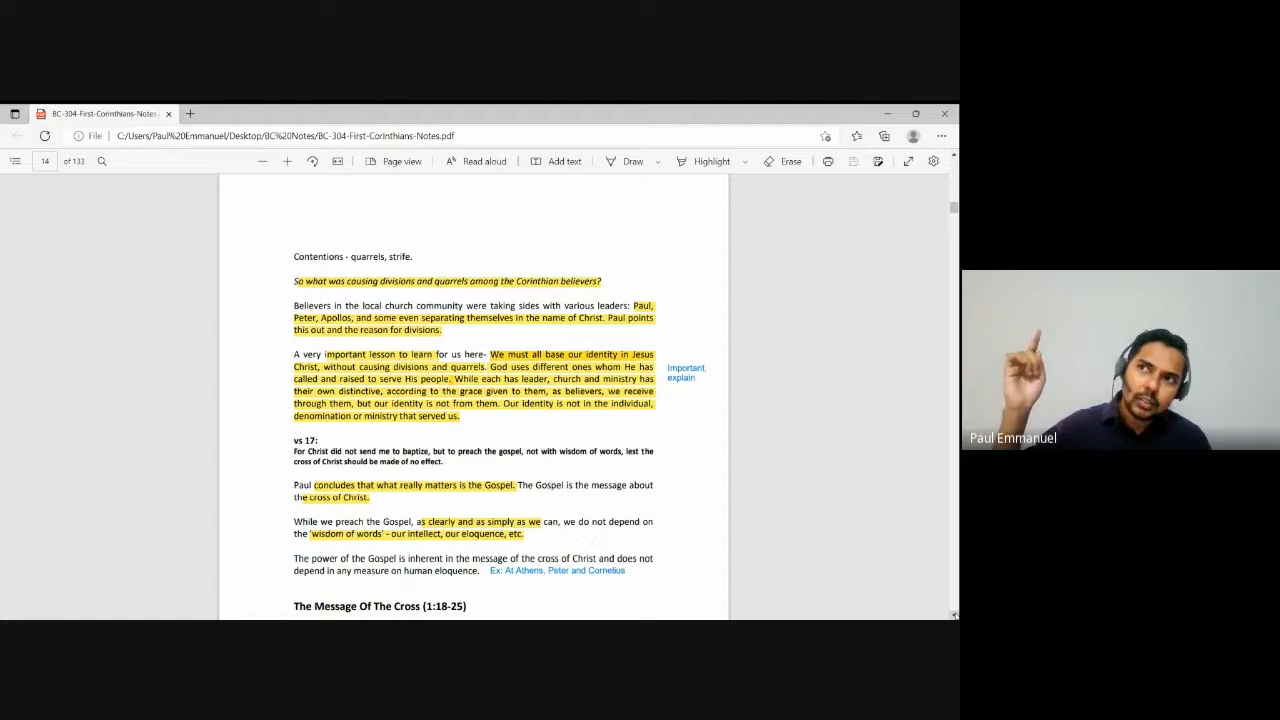 BC-304-First-Corinthians-Notes
File C:/Users/Paul%20Emmanuel/Desktop/BC%20Notes/BC-304-First-Corinthians-Notes.pdf
14 of 133 Page view Read aloud Add text Draw Highlight Erase
Contentions - quarrels, strife.
So what was causing divisions and quarrels among the Corinthian believers?
Believers in the local church community were taking sides with various leaders: Paul,
Peter, Apollos, and some even separating themselves in the name of Christ. Paul points
this out and the reason for divisions.
A very important lesson to learn for us here- We must all base our identity in Jesus
Christ, without causing divisions and quarrels. God uses different ones whom He has
called and raised to serve His people. While each has leader, church and ministry has
their own distinctive, according to the grace given to them, as believers, we receive
through them, but our identity is not from them. Our identity is not in the individual,
denomination or ministry that served us.
Important,
explain
vs 17:
For Christ did not send me to baptize, but to preach the gospel, not with wisdom of words, lest the
cross of Christ should be made of no effect.
Paul concludes that what really matters is the Gospel. The Gospel is the message about
the cross of Christ.
While we preach the Gospel, as clearly and as simply as we can, we do not depend on
the 'wisdom of words' - our intellect, our eloquence, etc.
The power of the Gospel is inherent in the message of the cross of Christ and does not
depend in any measure on human eloquence. Ex: At Athens, Peter and Cornelius
The Message Of The Cross (1:18-25)
Paul Emmanuel